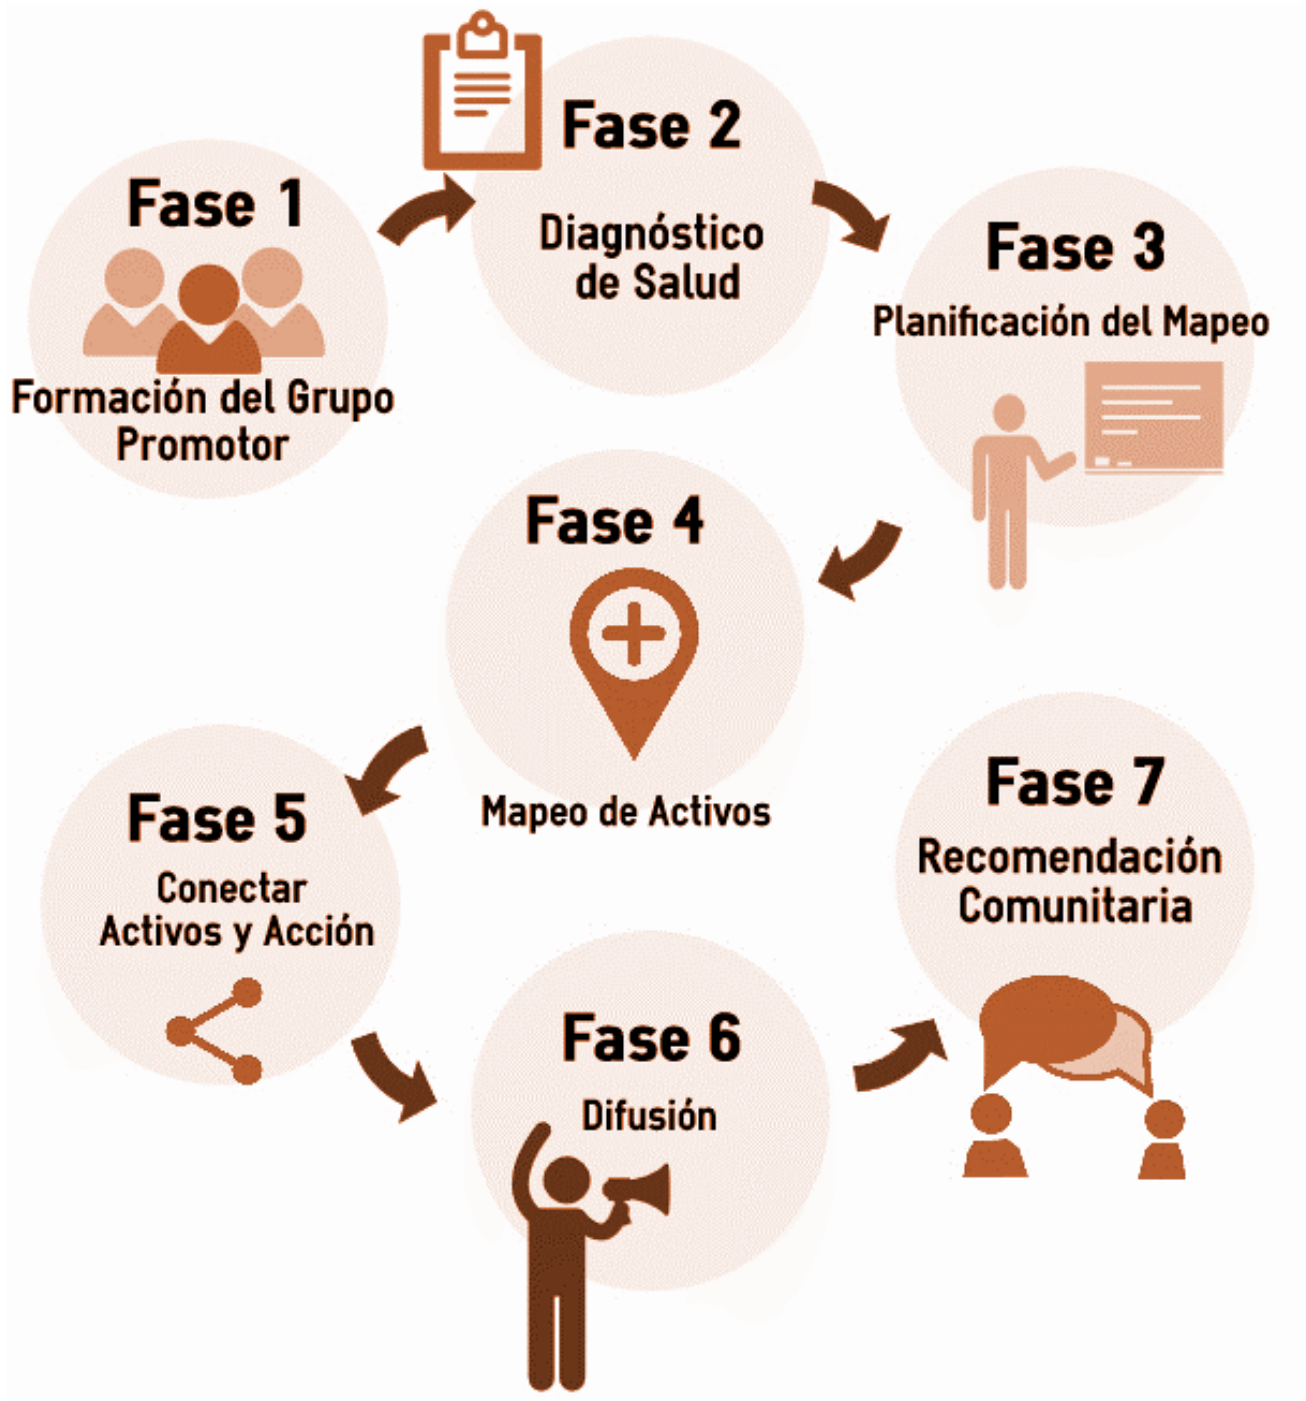 Fase 1
Formación del Grupo
Promotor
Fase 2
Diagnóstico
de Salud
Fase 3
Planificación del Mapeo
Fase 4
Mapeo de Activos
Fase 5
Conectar
Activos y Acción
Fase 6
Difusión
Fase 7
Recomendación
Comunitaria